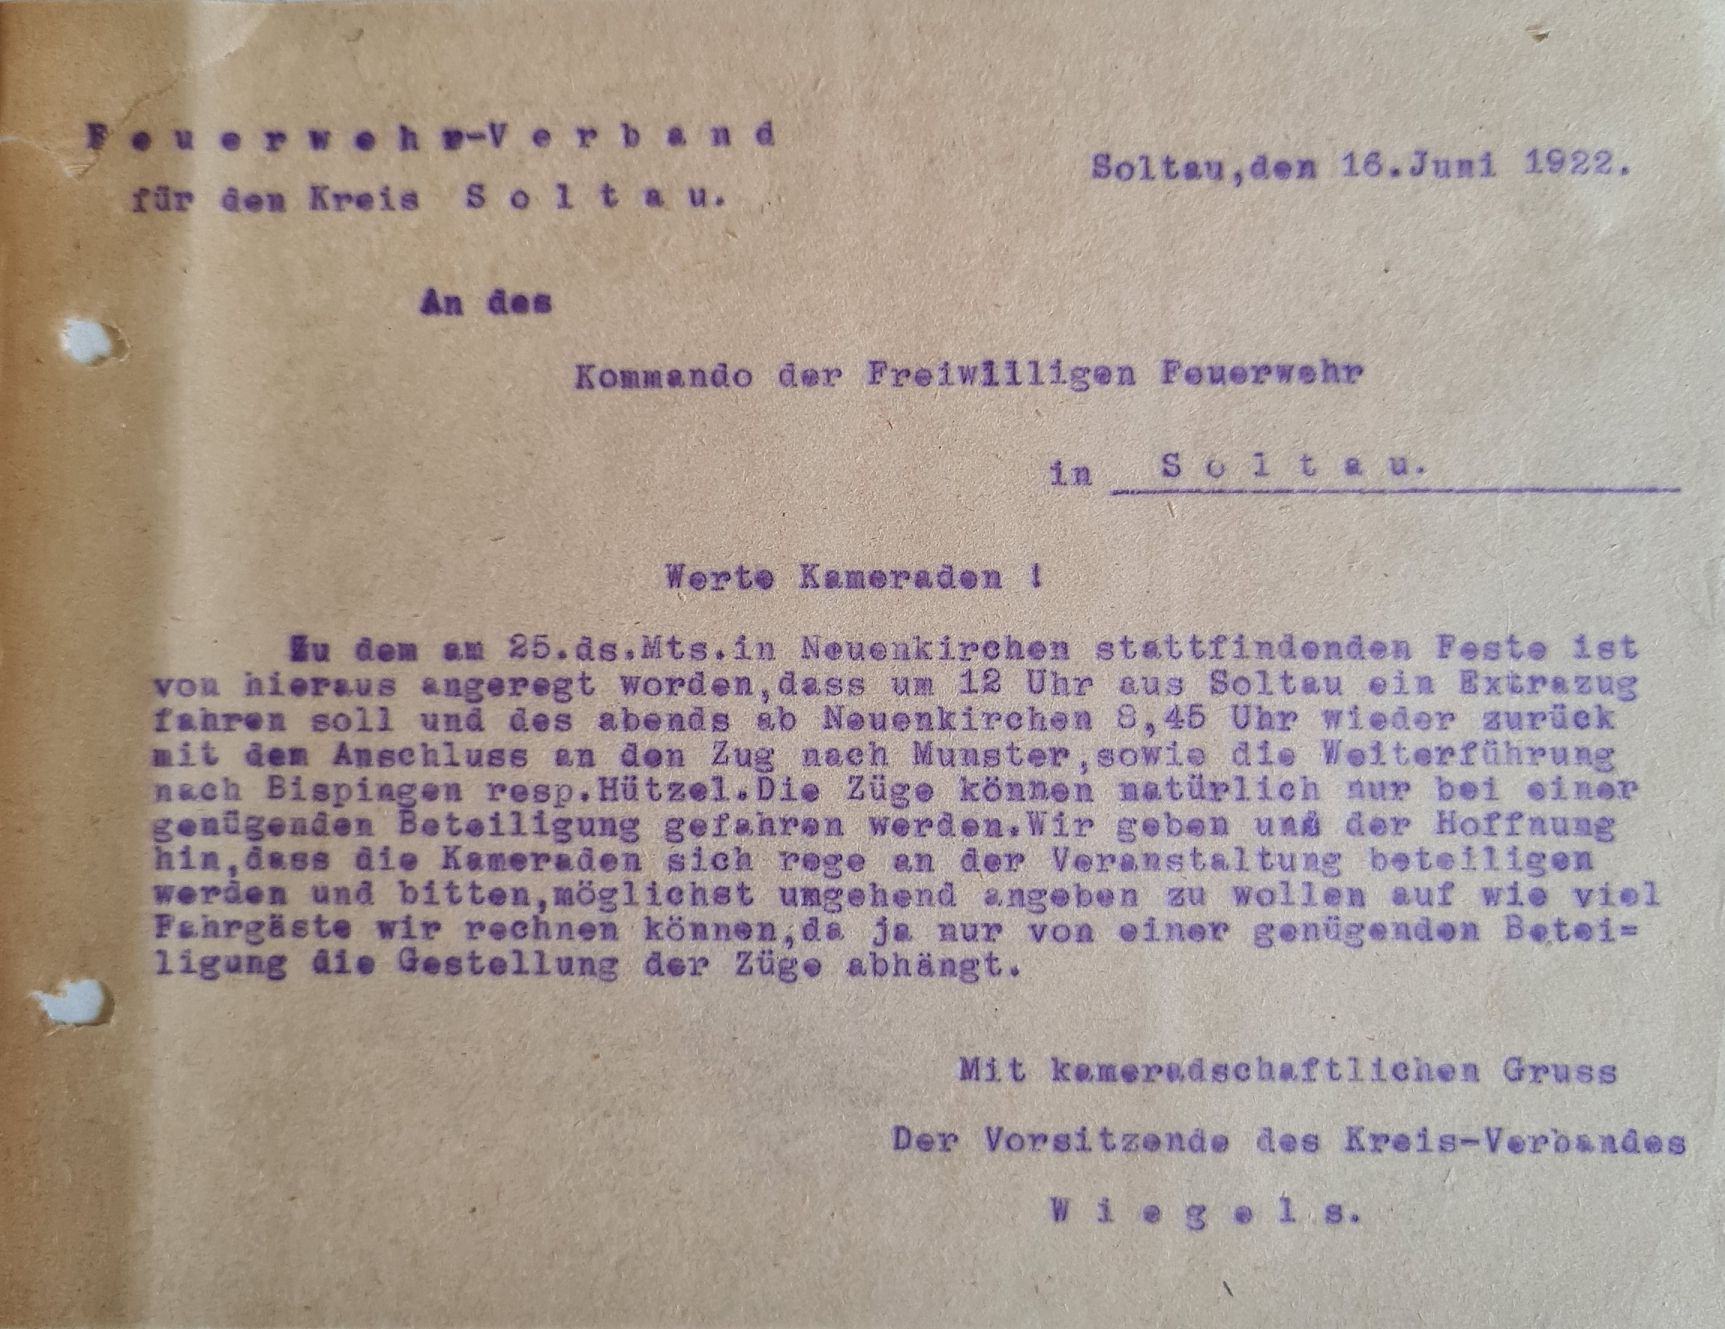 Feuerwehr-Verband
für den Kreis Soltau.
Soltau,den 16.Juni 1922.
An des
Kommando der Freiwilligen Feuerwehr
in Soltau.
Werte Kameraden !
Zu dem am 25.ds.Mts.in Neuenkirchen stattfindenden Feste ist
von hieraus angeregt worden,dass um 12 Uhr aus Soltau ein Extrazug
fahren soll und des abends ab Neuenkirchen 8,45 Uhr wieder zurück
mit dem Anschluss an den Zug nach Munster,sowie die Weiterführung
nach Bispingen resp.Hützel.Die Züge können natürlich nur bei einer
genügenden Beteiligung gefahren werden.Wir geben uns der Hoffnung
hin,dass die Kameraden sich rege an der Veranstaltung beteiligen
werden und bitten,möglichst umgehend angeben zu wollen auf wie viel
Fahrgäste wir rechnen können,da ja nur von einer genügenden Betei=
ligung die Gestellung der Züge abhängt.
Mit kameradschaftlichen Gruss
Der Vorsitzende des Kreis-Verbandes
Wiegels.